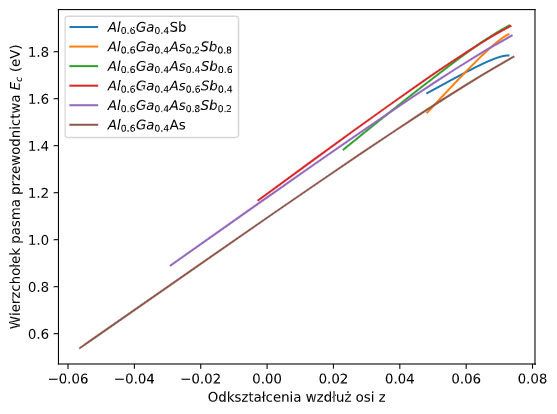 Al0.6Ga0.4Sb
Al0.6Ga0.4As0.2Sb0.8
Al0.6Ga0.4As0.4Sb0.6
Al0.6Ga0.4As0.6Sb0.4
Al0.6Ga0.4As0.8Sb0.2
Al0.6Ga0.4As
Wierzchołek pasma przewodnictwa Ec (eV)
1.8
1.6
1.4
1.2
1.0
0.8
0.6
−0.06 −0.04 −0.02 0.00 0.02 0.04 0.06 0.08
Odkształcenia wzdłuż osi z